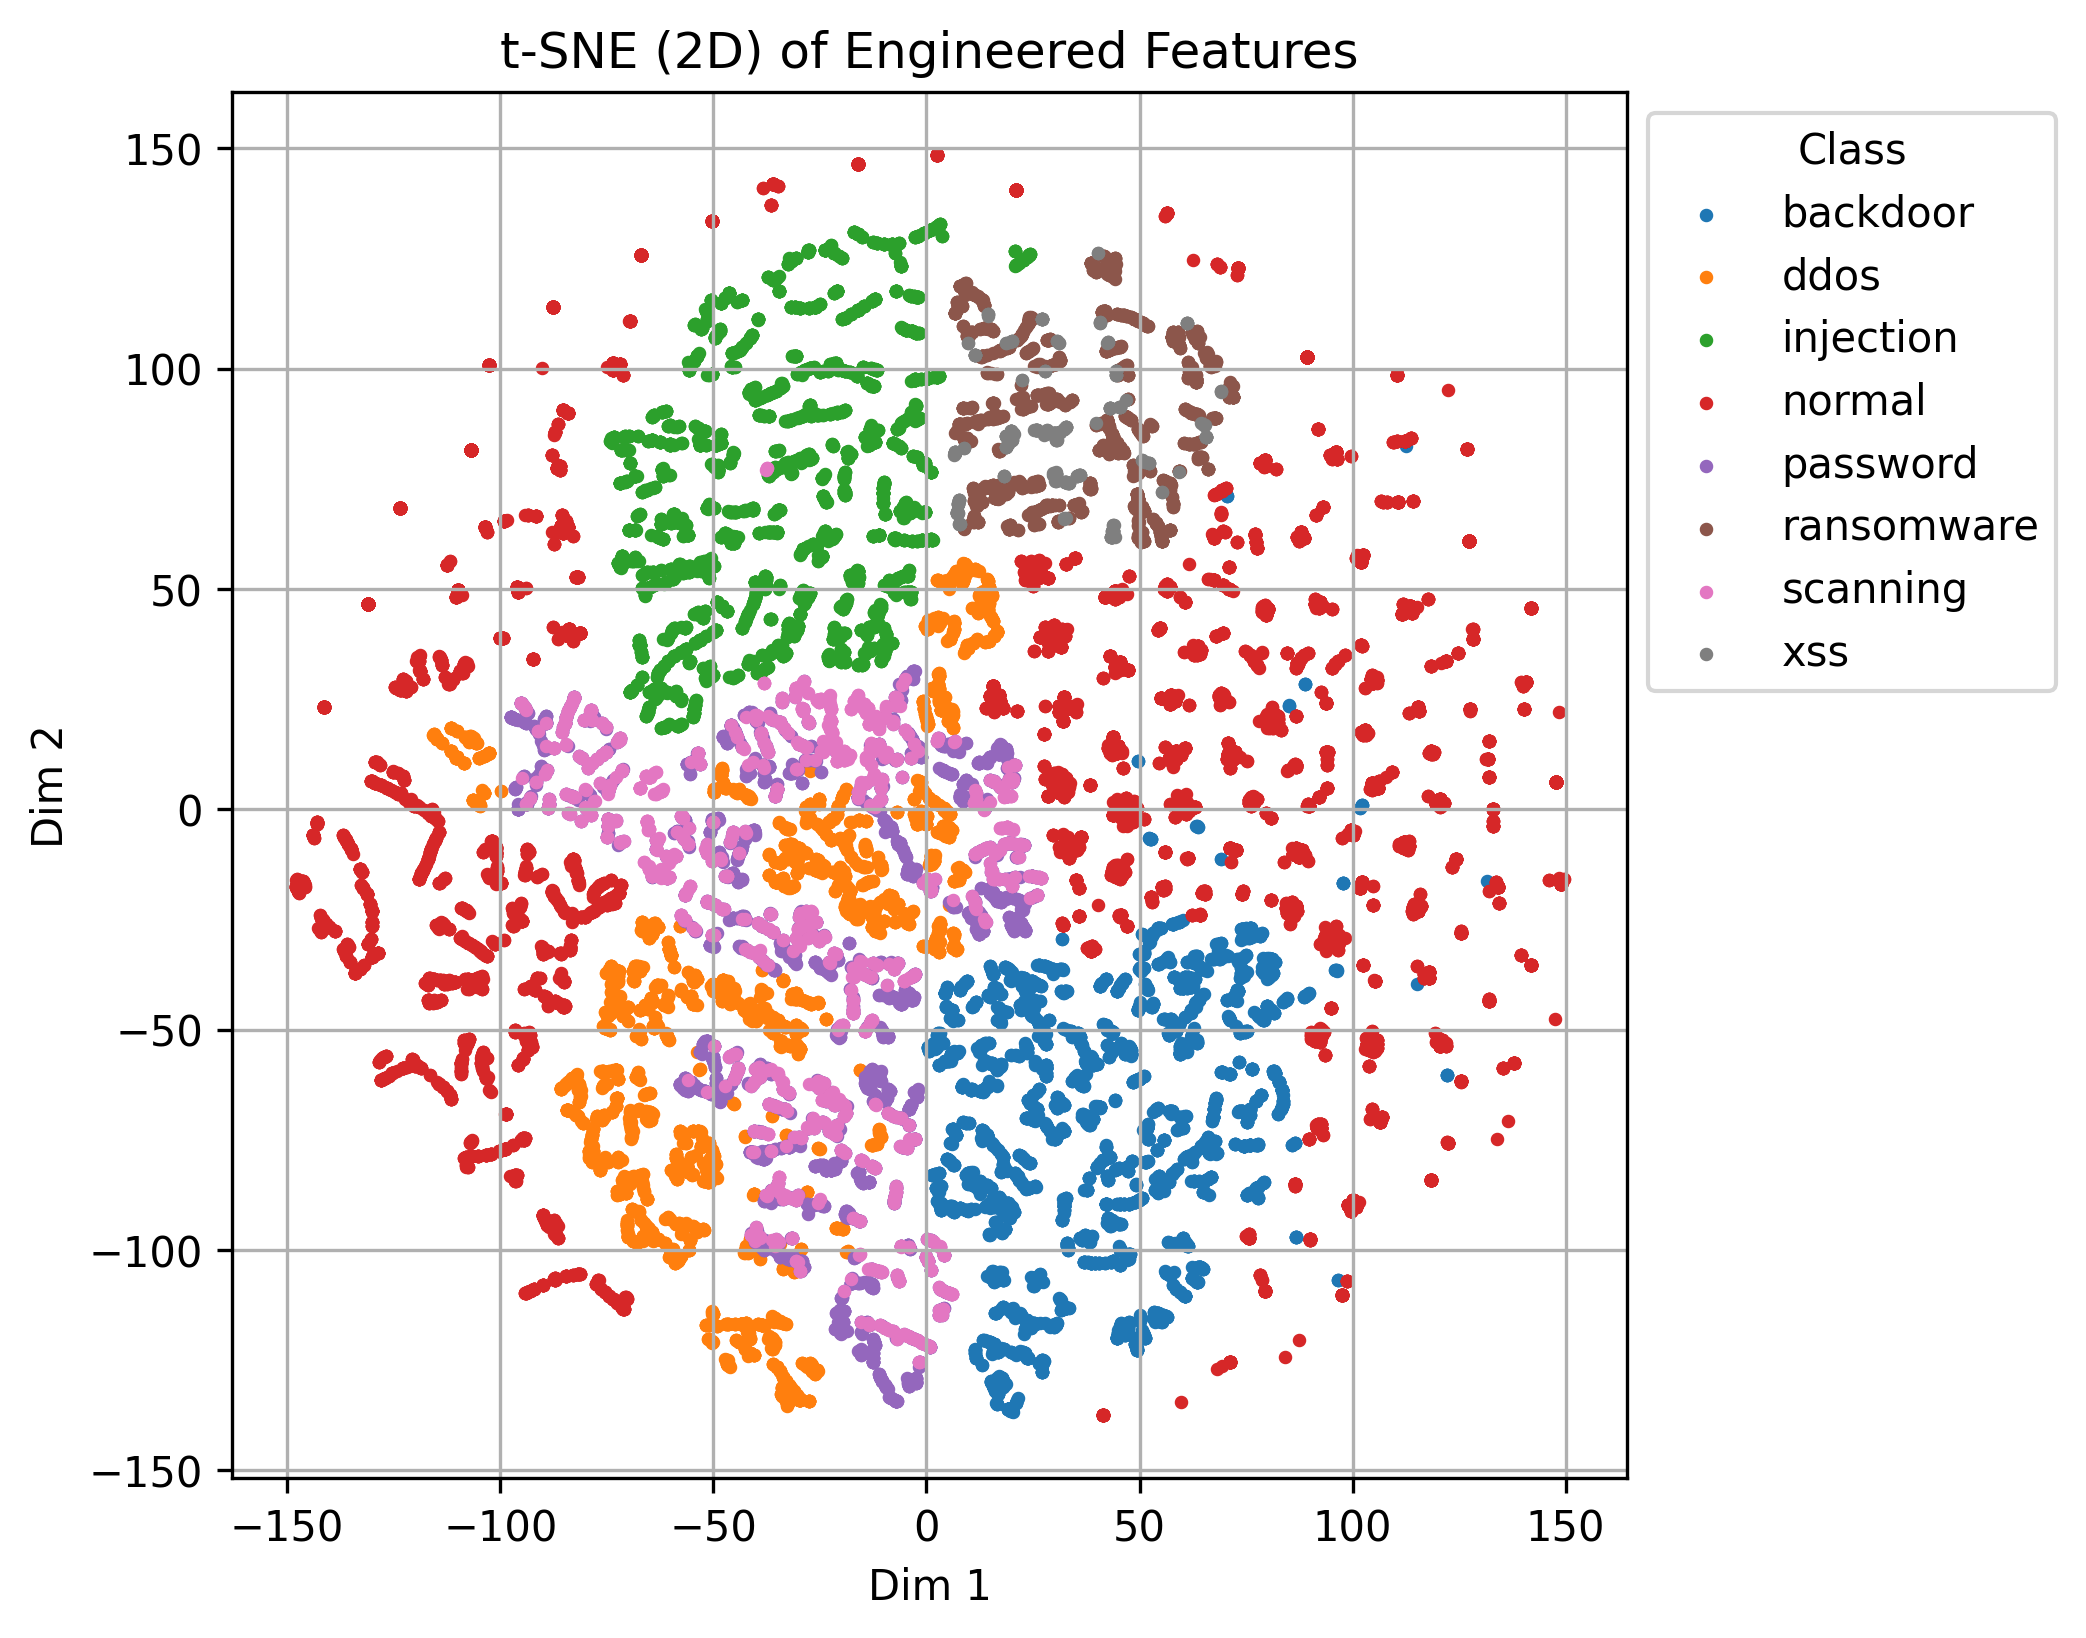 t-SNE (2D) of Engineered Features
Class
backdoor
ddos
injection
normal
password
ransomware
scanning
xss
150
100
50
0
−50
−100
−150
Dim 2
−150
−100
−50
0
50
100
150
Dim 1